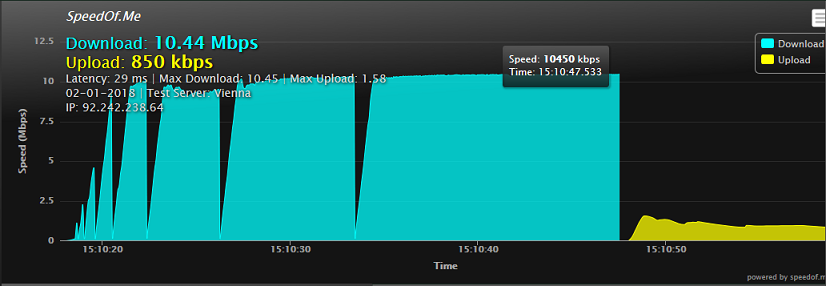 SpeedOf.Me
Download: 10.44 Mbps
Upload: 850 kbps
Latency: 29 ms | Max Download: 10.45 | Max Upload: 1.58
02-01-2018 | Test Server: Vienna
IP: 92.242.238.64
Speed: 10450 kbps
Time: 15:10:47.533
Download
Upload
Speed (Mbps)
12.5
10
7.5
5
2.5
0
15:10:20
15:10:30
15:10:40
15:10:50
Time
powered by speedof.m